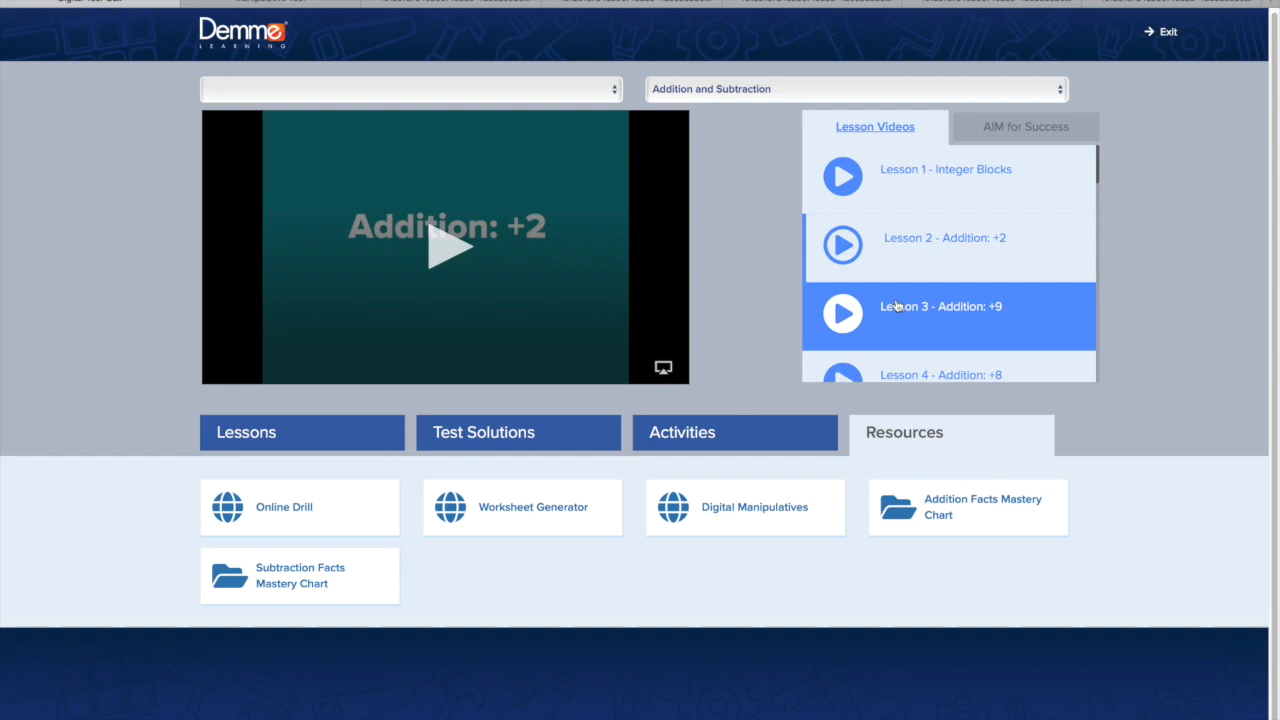 Demme
LEARNING
Exit
Addition and Subtraction
Addition: +2
Lesson Videos
AIM for Success
Lesson 1 - Integer Blocks
Lesson 2 - Addition: +2
Lesson 3 - Addition: +9
Lesson 4 - Addition: +8
Lessons
Test Solutions
Activities
Resources
Online Drill
Worksheet Generator
Digital Manipulatives
Addition Facts Mastery
Chart
Subtraction Facts
Mastery Chart